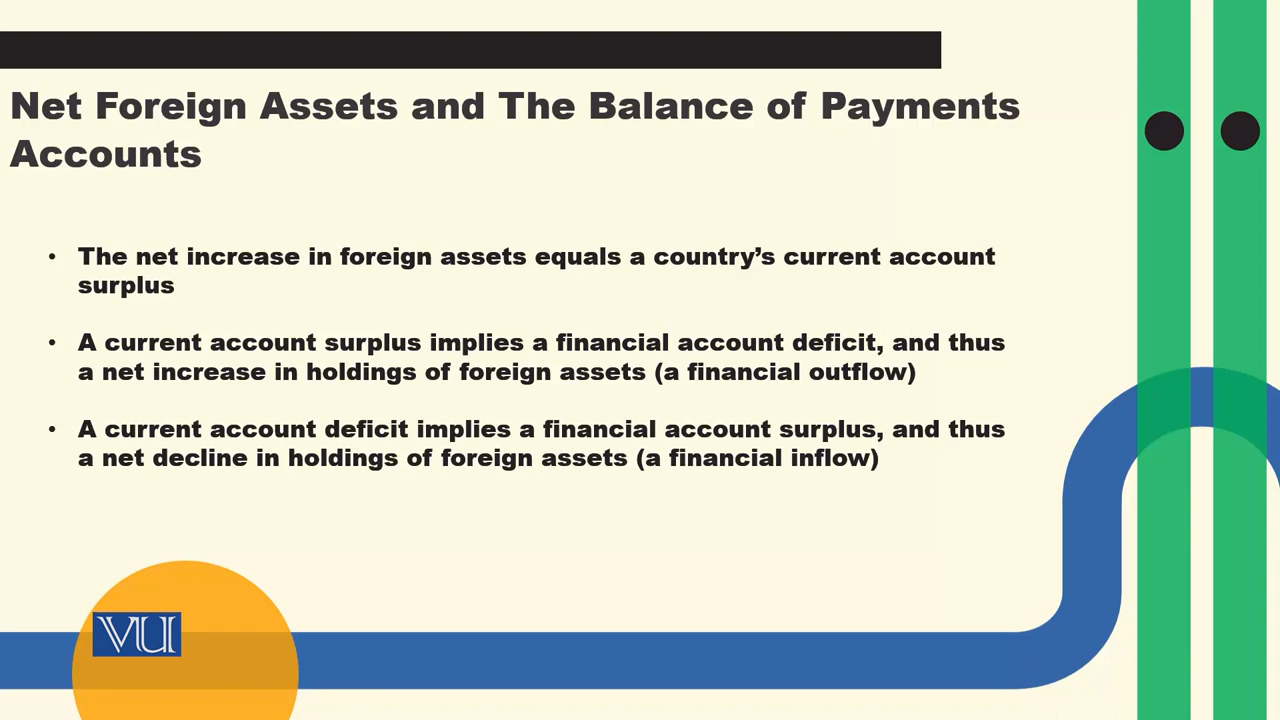 Net Foreign Assets and The Balance of Payments
Accounts
• The net increase in foreign assets equals a country’s current account
surplus
• A current account surplus implies a financial account deficit, and thus
a net increase in holdings of foreign assets (a financial outflow)
• A current account deficit implies a financial account surplus, and thus
a net decline in holdings of foreign assets (a financial inflow)
VU